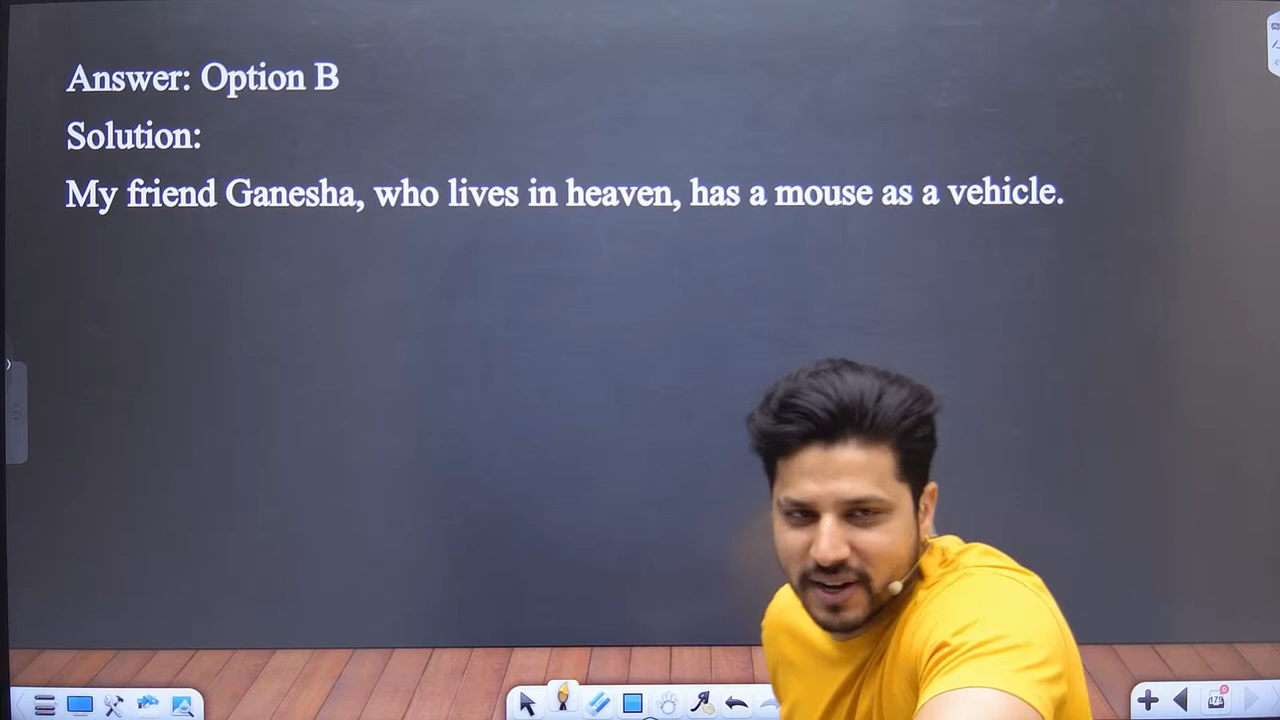 Answer: Option B
Solution:
My friend Ganesha, who lives in heaven, has a mouse as a vehicle.